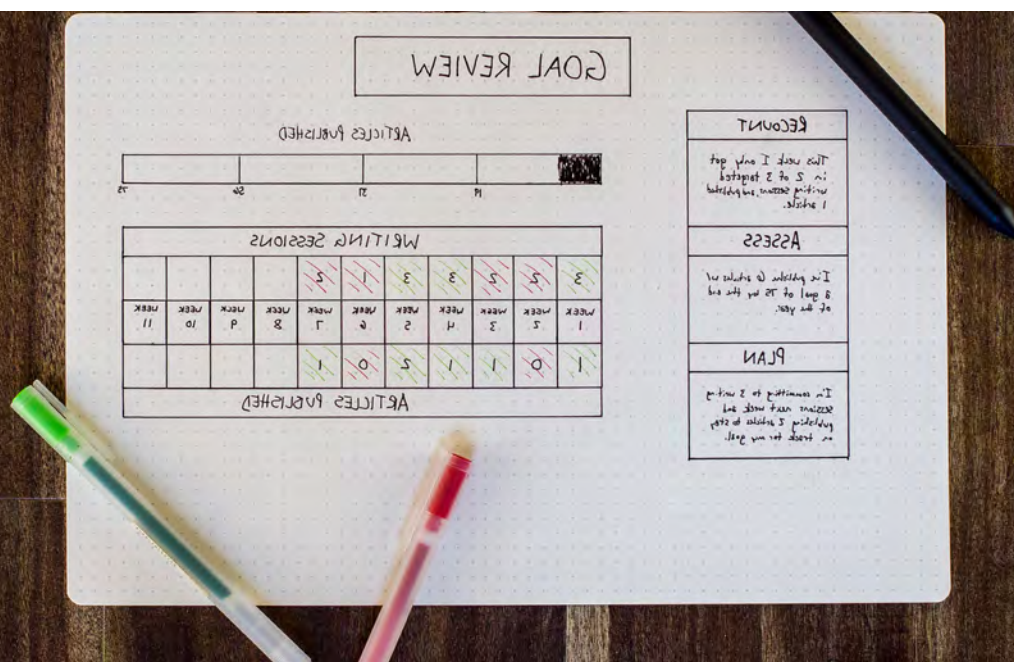 GOAL REVIEW
RECOUNT
This week I only got
in 2 of 3 targeted
writing sessions, and published
1 article.
ASSESS
I've publishe 6 articles w/
a goal of 75 by the end
of the year.
PLAN
I'm committing to 3 writing
sessions next week and
publishing 2 articles to stay
on track for my goal.
ARTICLES PUBLISHED
19 37 56 75
WRITING SESSIONS
3 2 2 3 3 1 2
WEEK WEEK WEEK WEEK WEEK WEEK WEEK WEEK WEEK WEEK WEEK
1 2 3 4 5 6 7 8 9 10 11
1 0 1 1 2 0 1
ARTICLES PUBLISHED